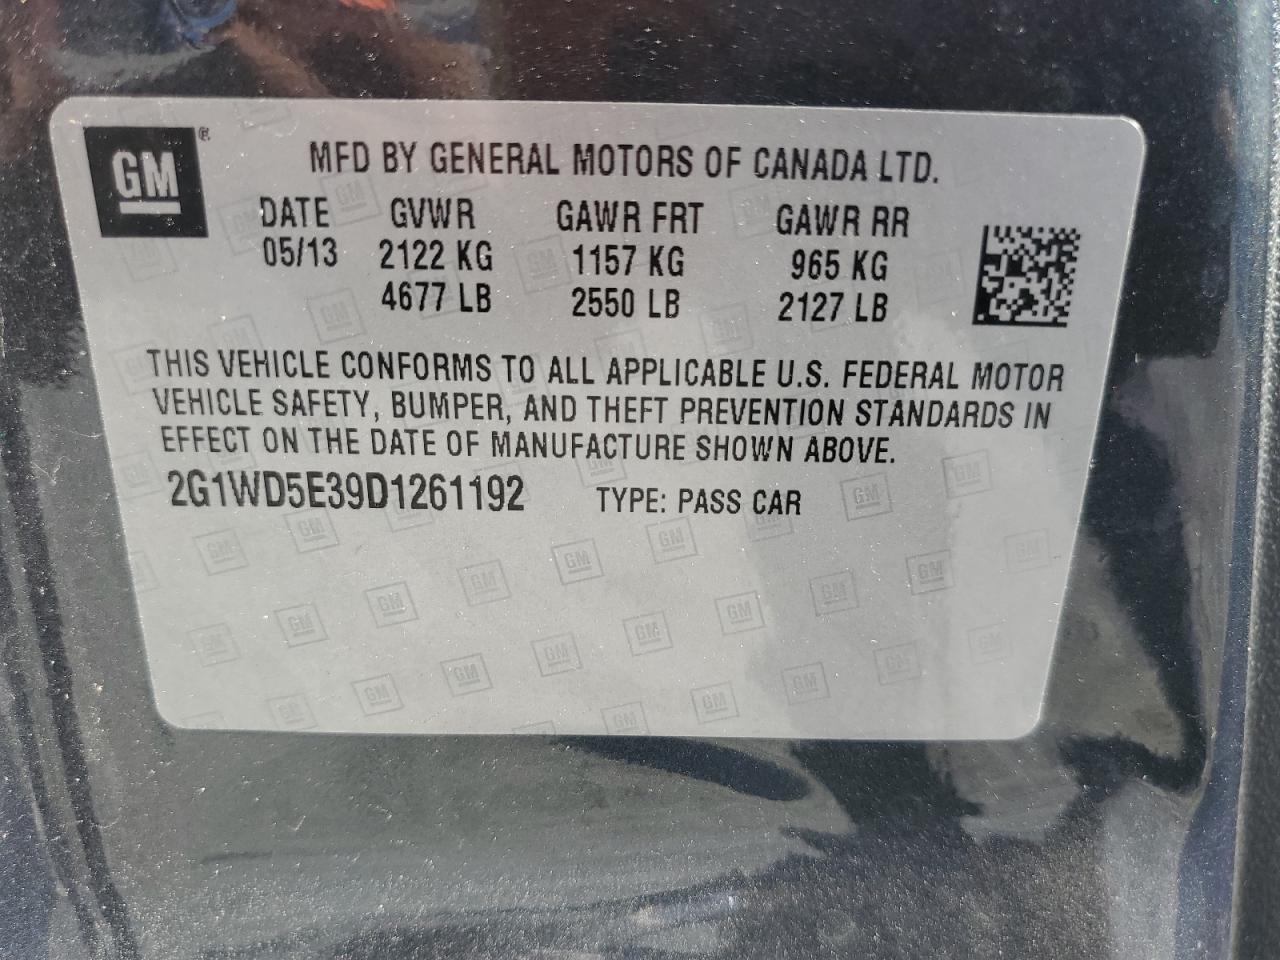 GM ®
MFD BY GENERAL MOTORS OF CANADA LTD.
DATE GVWR GAWR FRT GAWR RR
05/13 2122 KG 1157 KG 965 KG
4677 LB 2550 LB 2127 LB
THIS VEHICLE CONFORMS TO ALL APPLICABLE U.S. FEDERAL MOTOR
VEHICLE SAFETY, BUMPER, AND THEFT PREVENTION STANDARDS IN
EFFECT ON THE DATE OF MANUFACTURE SHOWN ABOVE.
2G1WD5E39D1261192 TYPE: PASS CAR